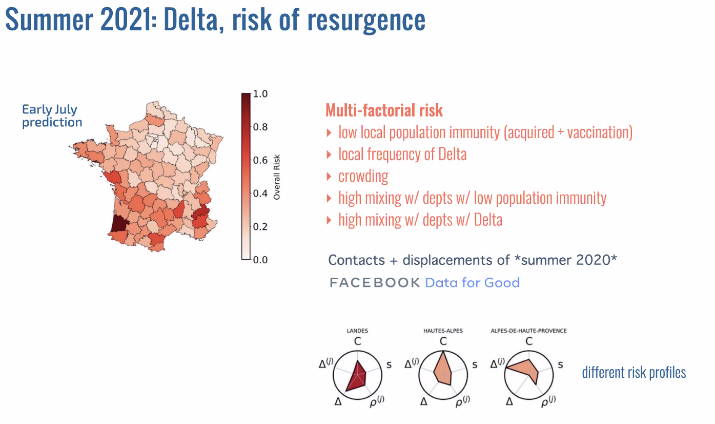 Summer 2021: Delta, risk of resurgence
Early July
prediction
1.0
0.8
0.6
0.4
0.2
0.0
Overall Risk
Multi-factorial risk
low local population immunity (acquired + vaccination)
local frequency of Delta
crowding
high mixing w/ depts w/ low population immunity
high mixing w/ depts w/ Delta
Contacts + displacements of *summer 2020*
FACEBOOK Data for Good
LANDES
C
Δ(j) s
Δ ρ(j)
HAUTES-ALPES
C
Δ(j) s
Δ ρ(j)
ALPES-DE-HAUTE-PROVENCE
C
Δ(j) s
Δ ρ(j)
different risk profiles